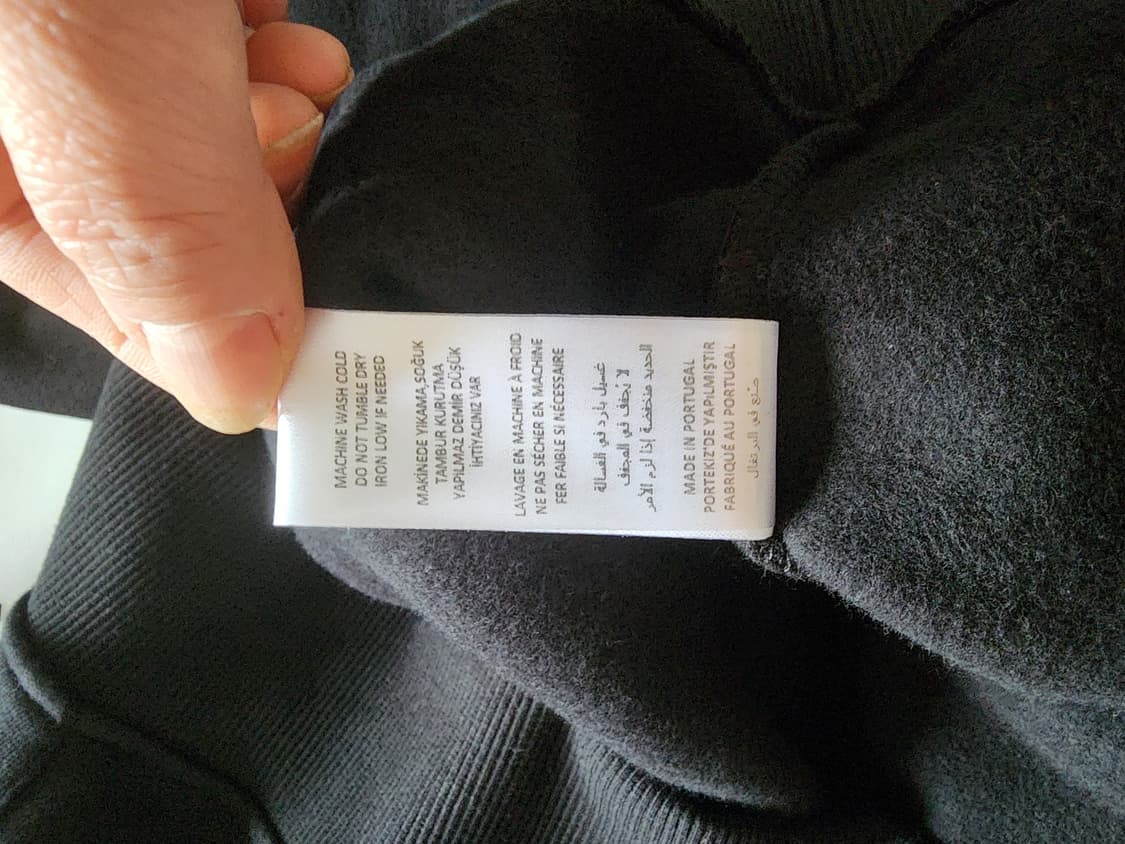 MACHINE WASH COLD
DO NOT TUMBLE DRY
IRON LOW IF NEEDED
MAKİNEDE YIKAMA,SOĞUK
TAMBUR KURUTMA
YAPILMAZ DEMIR DÜŞÜK
İHTİYACINIZ VAR
LAVAGE EN MACHINE À FROID
NE PAS SÉCHER EN MACHINE
FER FAIBLE SI NÉCESSAIRE
غسيل بارد في الغسالة
لا تجفف في المجفف
الحديد منخفضة إذا لزم الأمر
MADE IN PORTUGAL
PORTEKIZ'DE YAPILMIŞTIR
FABRIQUÉ AU PORTUGAL
صنع في البرتغال